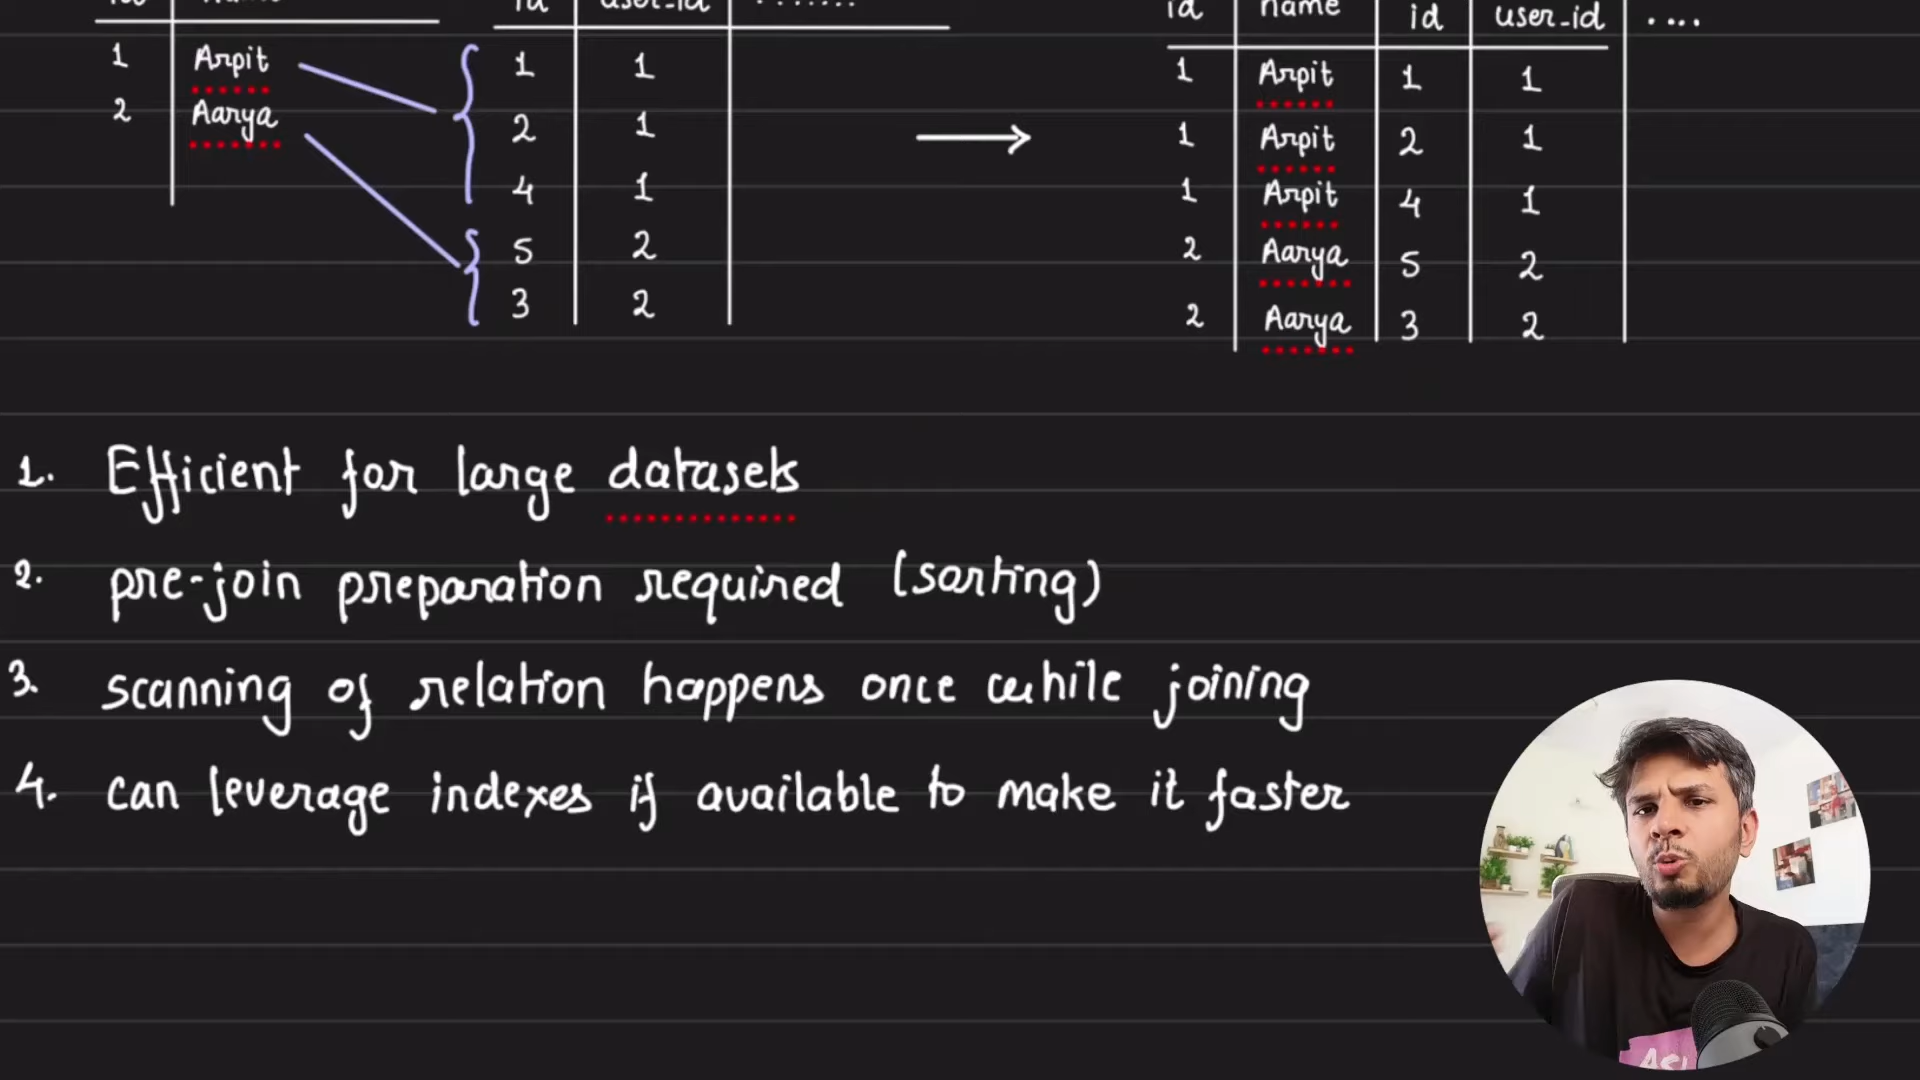 id user-id .......
1 Arpit
2 Aarya
1 1
2 1
4 1
5 2
3 2
id name id user-id ....
1 Arpit 1 1
1 Arpit 2 1
1 Arpit 4 1
2 Aarya 5 2
2 Aarya 3 2
1. Efficient for large datasets
2. pre-join preparation required (sorting)
3. scanning of relation happens once while joining
4. can leverage indexes if available to make it faster